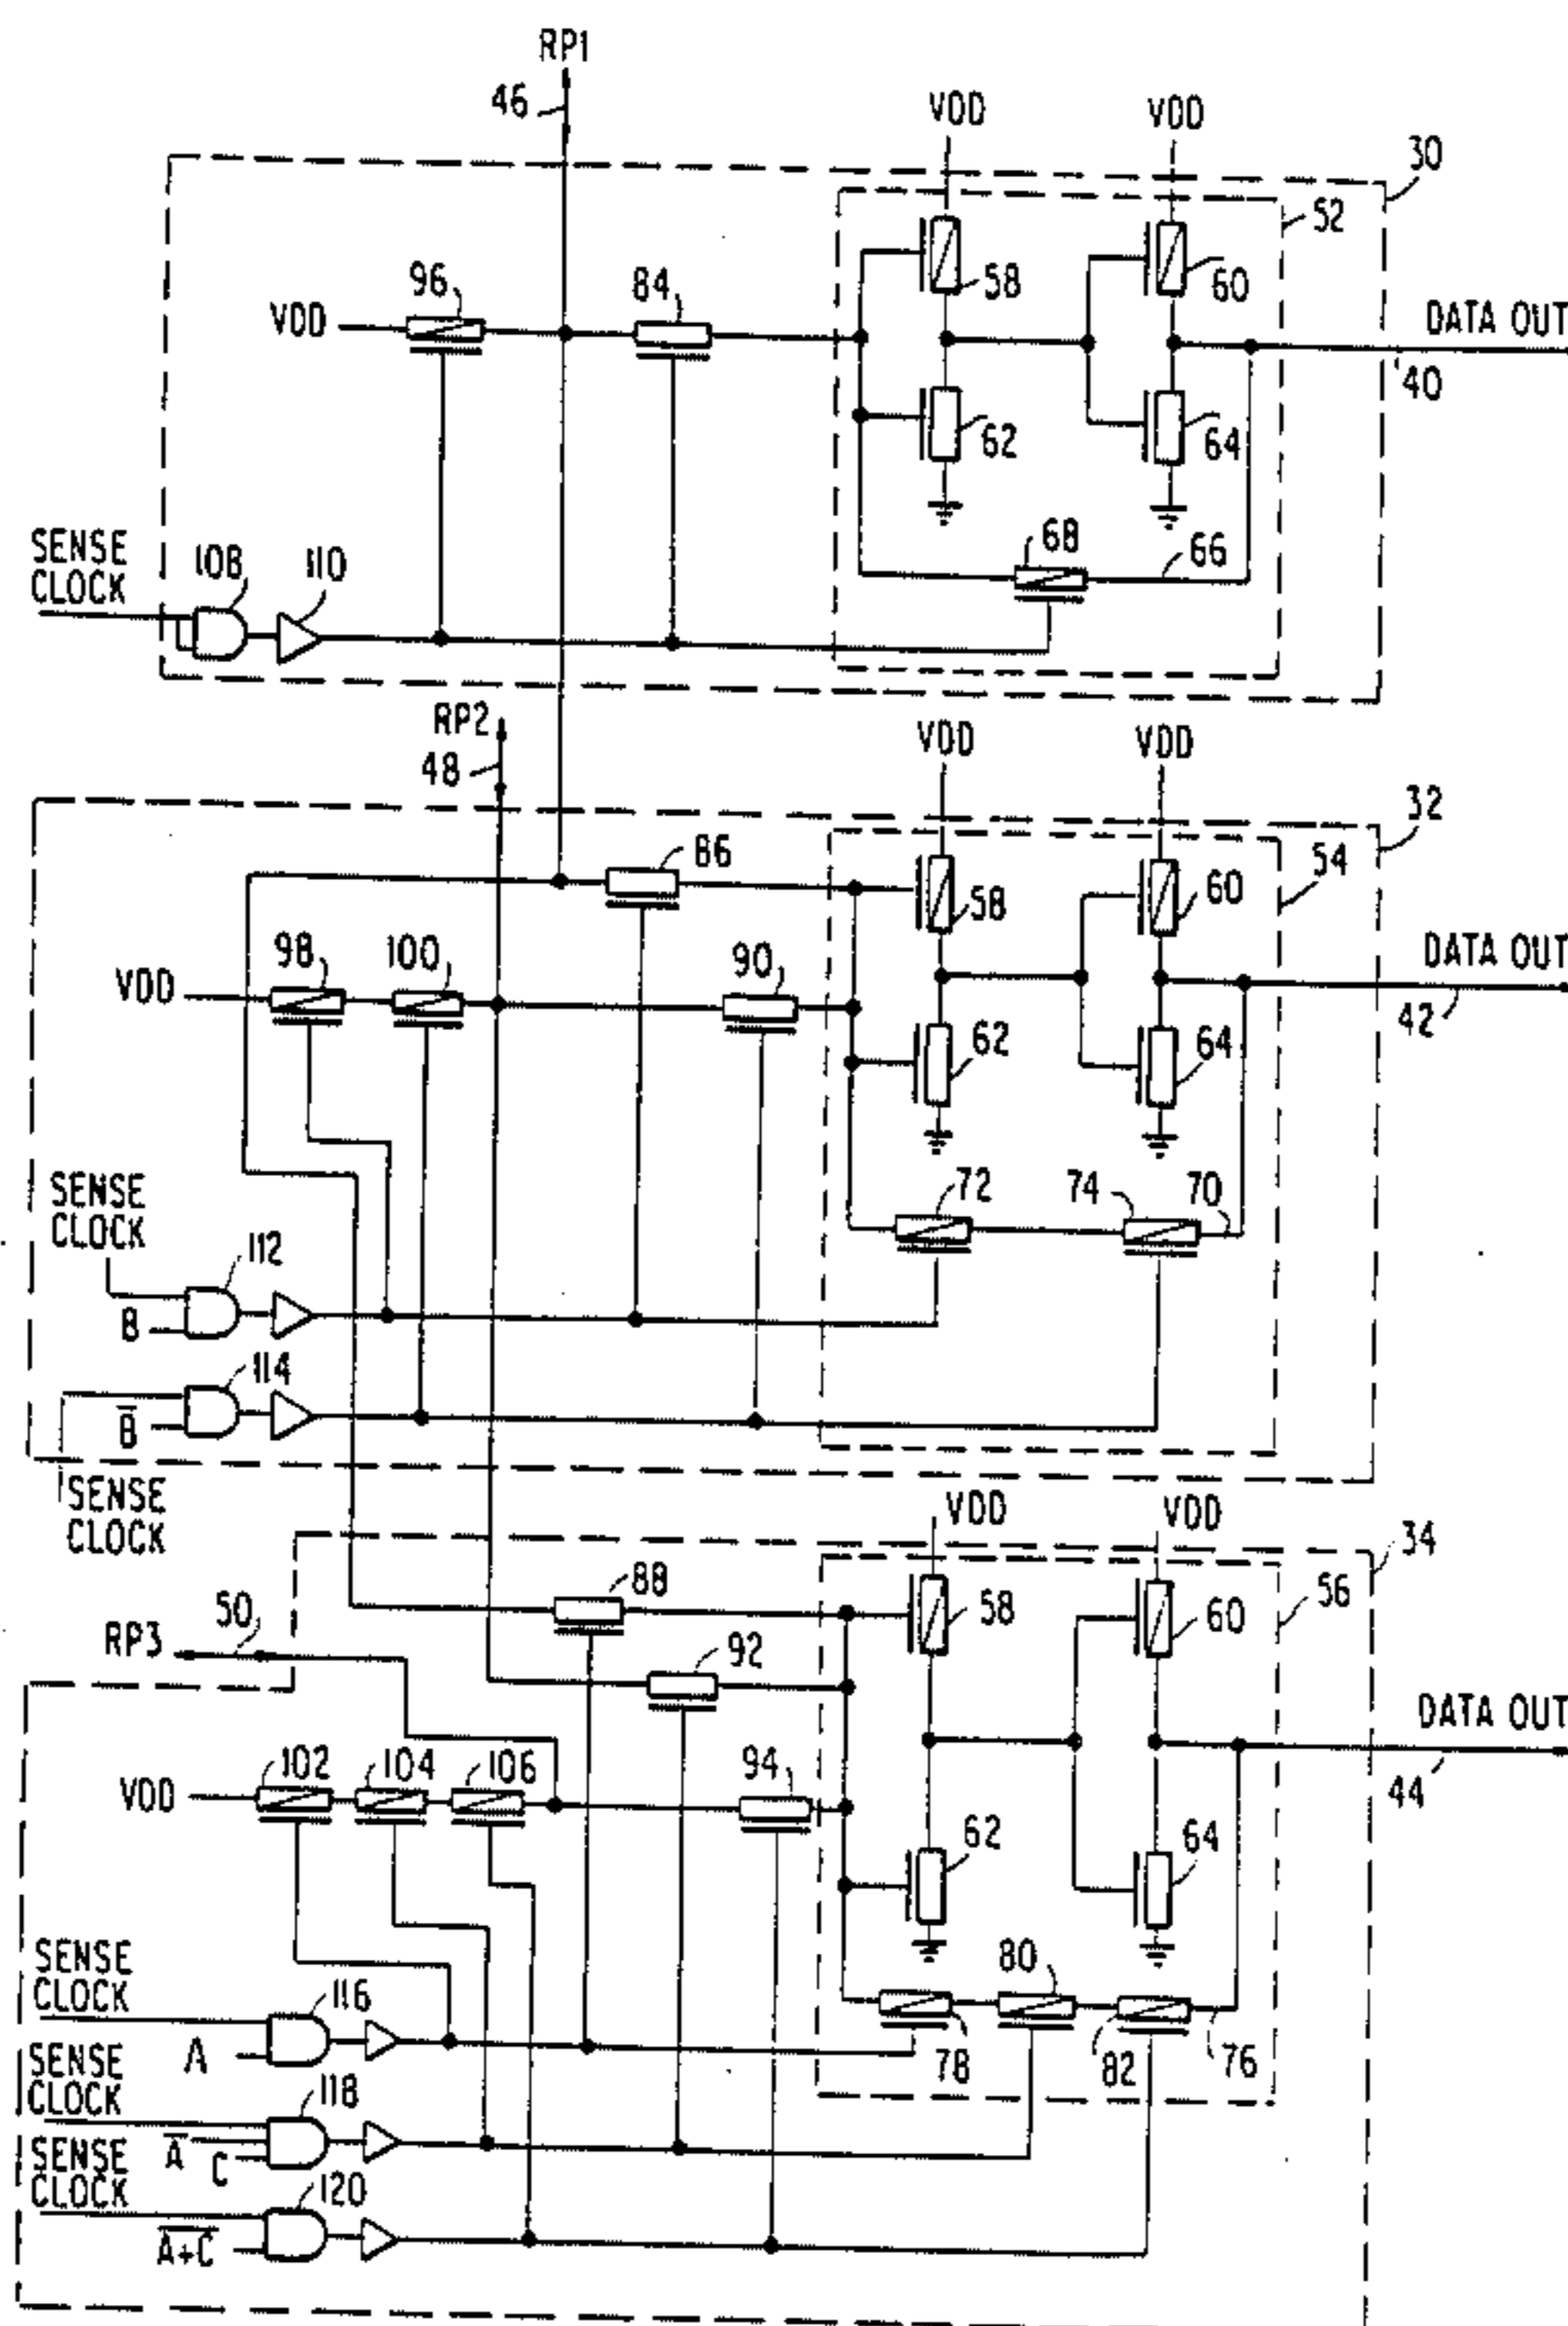 RP1
46
VDD
VDD
30
52
96
84
58
60
VDD
DATA OUT
40
62
64
SENSE
CLOCK
108
110
68
66
RP2
48
VDD
VDD
32
86
54
58
60
98
100
90
VDD
DATA OUT
42
62
64
SENSE
CLOCK
72
74
70
112
B
114
B̅
SENSE
CLOCK
VDD
VDD
34
88
56
RP3
50
58
60
92
102
104
106
94
VDD
DATA OUT
44
62
64
SENSE
CLOCK
80
116
A
78
82
76
SENSE
CLOCK
118
A̅
C
SENSE
CLOCK
120
A̅+̅C̅